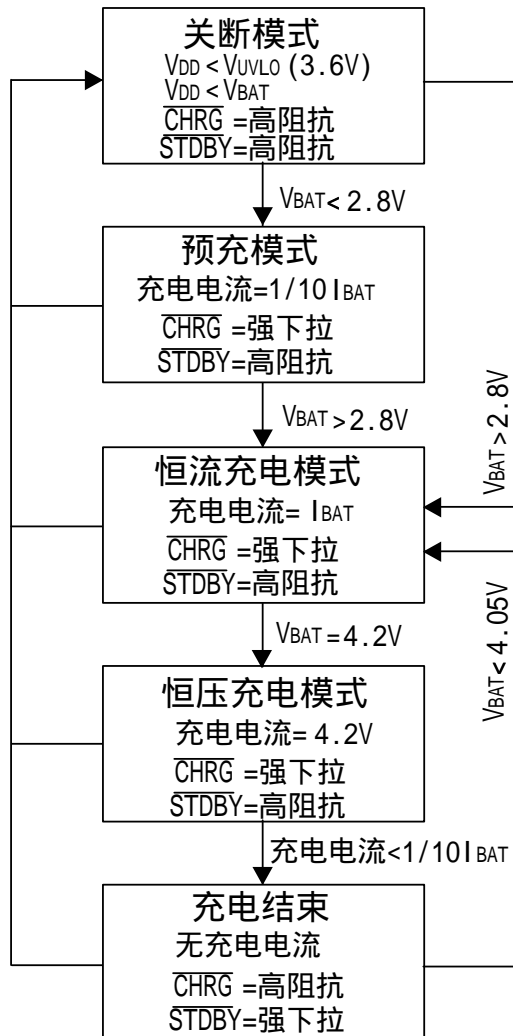 关断模式
VDD < VUVLO (3.6V)
VDD < VBAT
CHRG =高阻抗
STDBY=高阻抗
VBAT< 2.8V
预充模式
充电电流=1/10 IBAT
CHRG =强下拉
STDBY=高阻抗
VBAT>2.8V
VBAT>2.8V
恒流充电模式
充电电流= IBAT
CHRG =强下拉
STDBY=高阻抗
VBAT=4.2V
VBAT< 4.05V
恒压充电模式
充电电流= 4.2V
CHRG =强下拉
STDBY=高阻抗
充电电流<1/10IBAT
充电结束
无充电电流
CHRG =高阻抗
STDBY=强下拉